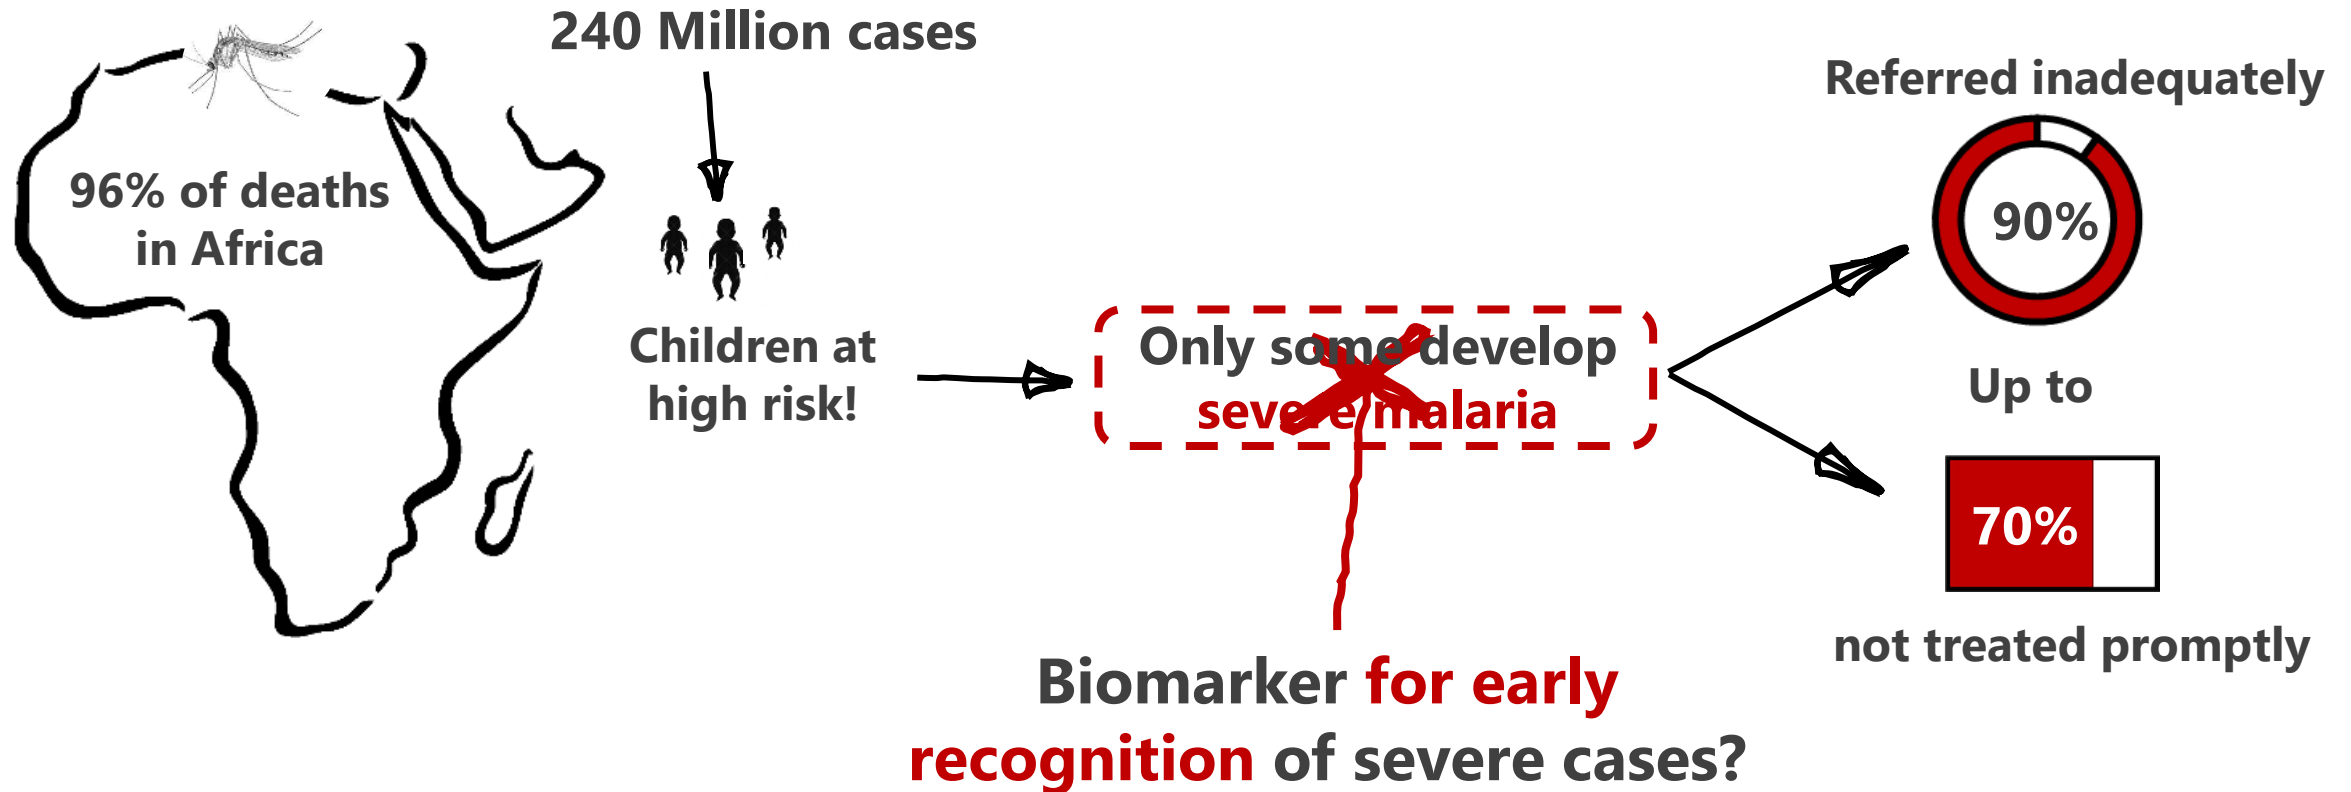 240 Million cases
96% of deaths
in Africa
Children at
high risk!
Only some develop
severe malaria
Biomarker for early
recognition of severe cases?
Referred inadequately
90%
Up to
70%
not treated promptly